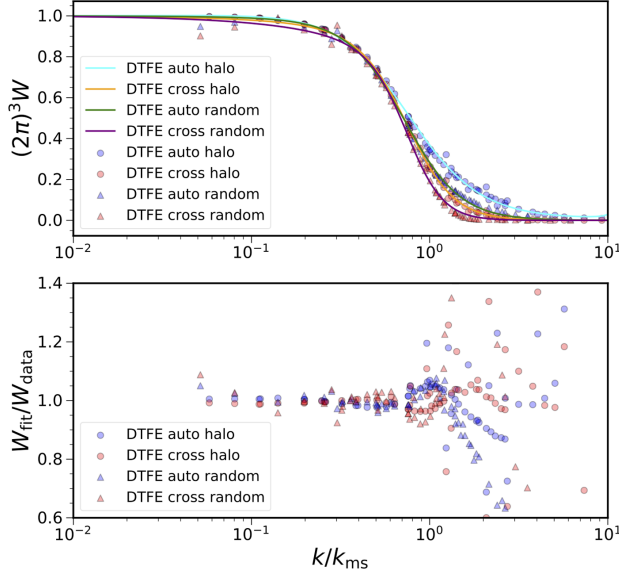 1.0
0.8
0.6
0.4
0.2
0.0
(2π)³W
DTFE auto halo
DTFE cross halo
DTFE auto random
DTFE cross random
DTFE auto halo
DTFE cross halo
DTFE auto random
DTFE cross random
10⁻² 10⁻¹ 10⁰ 10¹
1.4
1.2
1.0
0.8
0.6
W_fit/W_data
DTFE auto halo
DTFE cross halo
DTFE auto random
DTFE cross random
10⁻² 10⁻¹ 10⁰ 10¹
k/k_ms